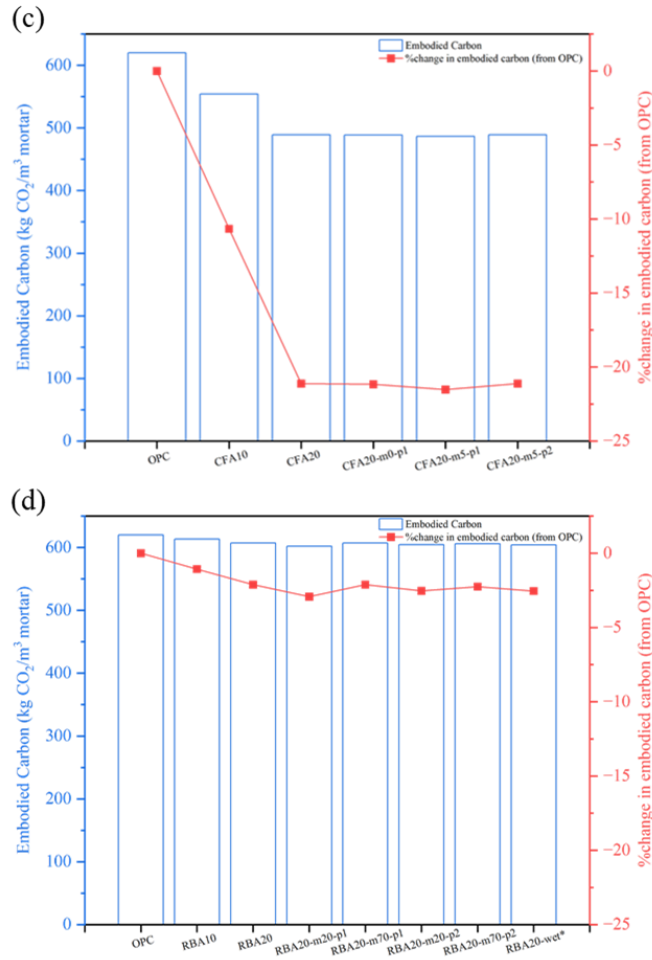 (c)
Embodied Carbon
%change in embodied carbon (from OPC)
Embodied Carbon (kg CO₂/m³ mortar)
600
500
400
300
200
100
0
0
−5
−10
−15
−20
−25
%change in embodied carbon (from OPC)
OPC
CFA10
CFA20
CFA20-m0-p1
CFA20-m5-p1
CFA20-m5-p2
(d)
Embodied Carbon
%change in embodied carbon (from OPC)
Embodied Carbon (kg CO₂/m³ mortar)
600
500
400
300
200
100
0
0
−5
−10
−15
−20
−25
%change in embodied carbon (from OPC)
OPC
RBA10
RBA20
RBA20-m20-p1
RBA20-m70-p1
RBA20-m20-p2
RBA20-m70-p2
RBA20-wet*